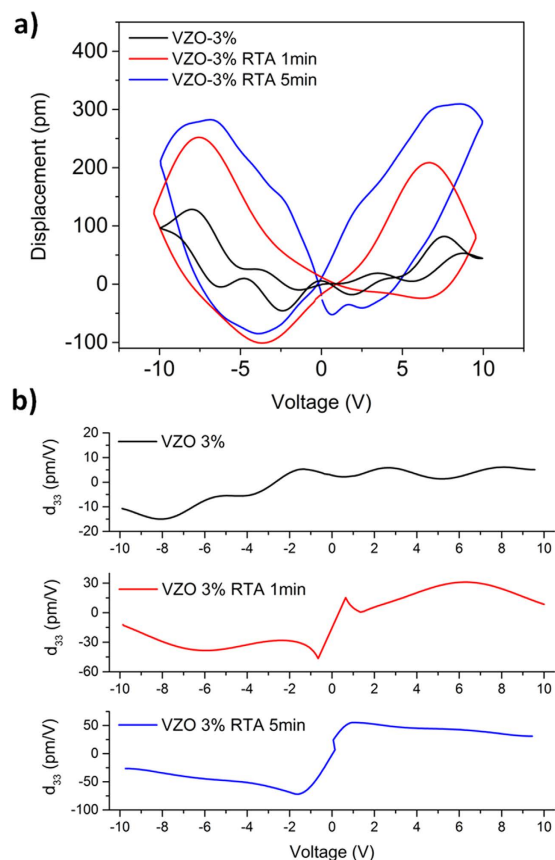 a)
VZO-3%
VZO-3% RTA 1min
VZO-3% RTA 5min
Displacement (pm)
400
300
200
100
0
-100
-10 -5 0 5 10
Voltage (V)
b)
VZO 3%
d33 (pm/V)
20
10
0
-10
-20
-10 -8 -6 -4 -2 0 2 4 6 8 10
VZO 3% RTA 1min
d33 (pm/V)
30
0
-30
-60
-10 -8 -6 -4 -2 0 2 4 6 8 10
VZO 3% RTA 5min
d33 (pm/V)
50
0
-50
-100
-10 -8 -6 -4 -2 0 2 4 6 8 10
Voltage (V)